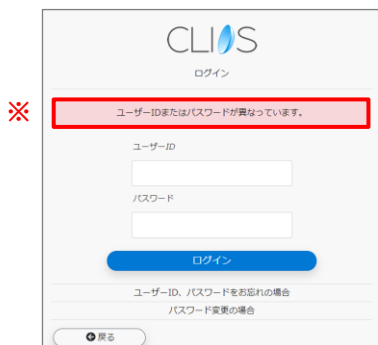 CLIOS
ログイン
※
ユーザーIDまたはパスワードが異なっています。
ユーザーID
パスワード
ログイン
ユーザーID、パスワードをお忘れの場合
パスワード変更の場合
戻る